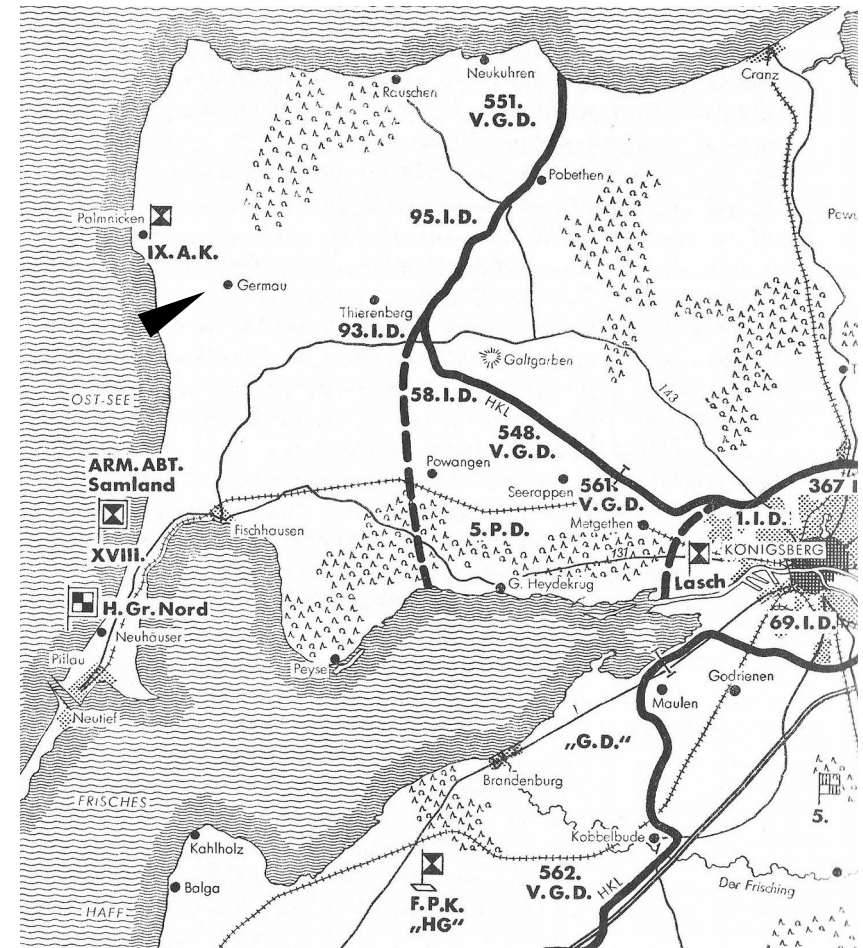 Neukuhren
Cranz
Rauschen
551.
V.G.D.
Pobethen
Palmnicken
95.I.D.
IX.A.K.
Germau
Thierenberg
93.I.D.
Galtgarben
OST-SEE
58.I.D.
HKL
143
548.
V.G.D.
ARM. ABT.
Samland
Powangen
Seerappen
561.
V.G.D.
367 I
XVIII.
Fischhausen
5.P.D.
Metgethen
1.I.D.
131
KÖNIGSBERG
G. Heydekrug
Lasch
H.Gr.Nord
Neuhäuser
69.I.D.
Pillau
Peyse
Godrienen
Maulen
Neutief
1
„G.D."
Brandenburg
FRISCHES
5.
Kahlholz
Kobbelbude
Balga
562.
V.G.D.
HKL
Der Frisching
F.P.K.
„HG"
HAFF